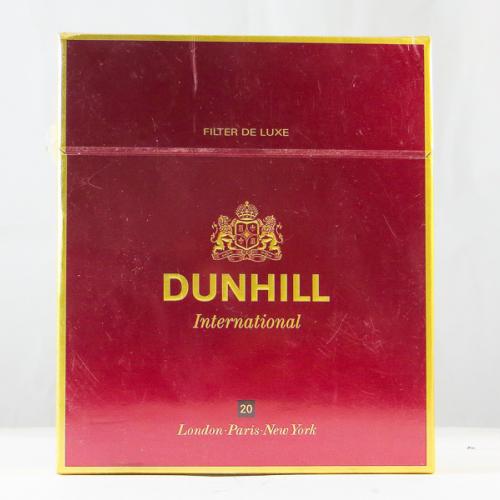 FILTER DE LUXE
DUNHILL
International
20
London·Paris·New York